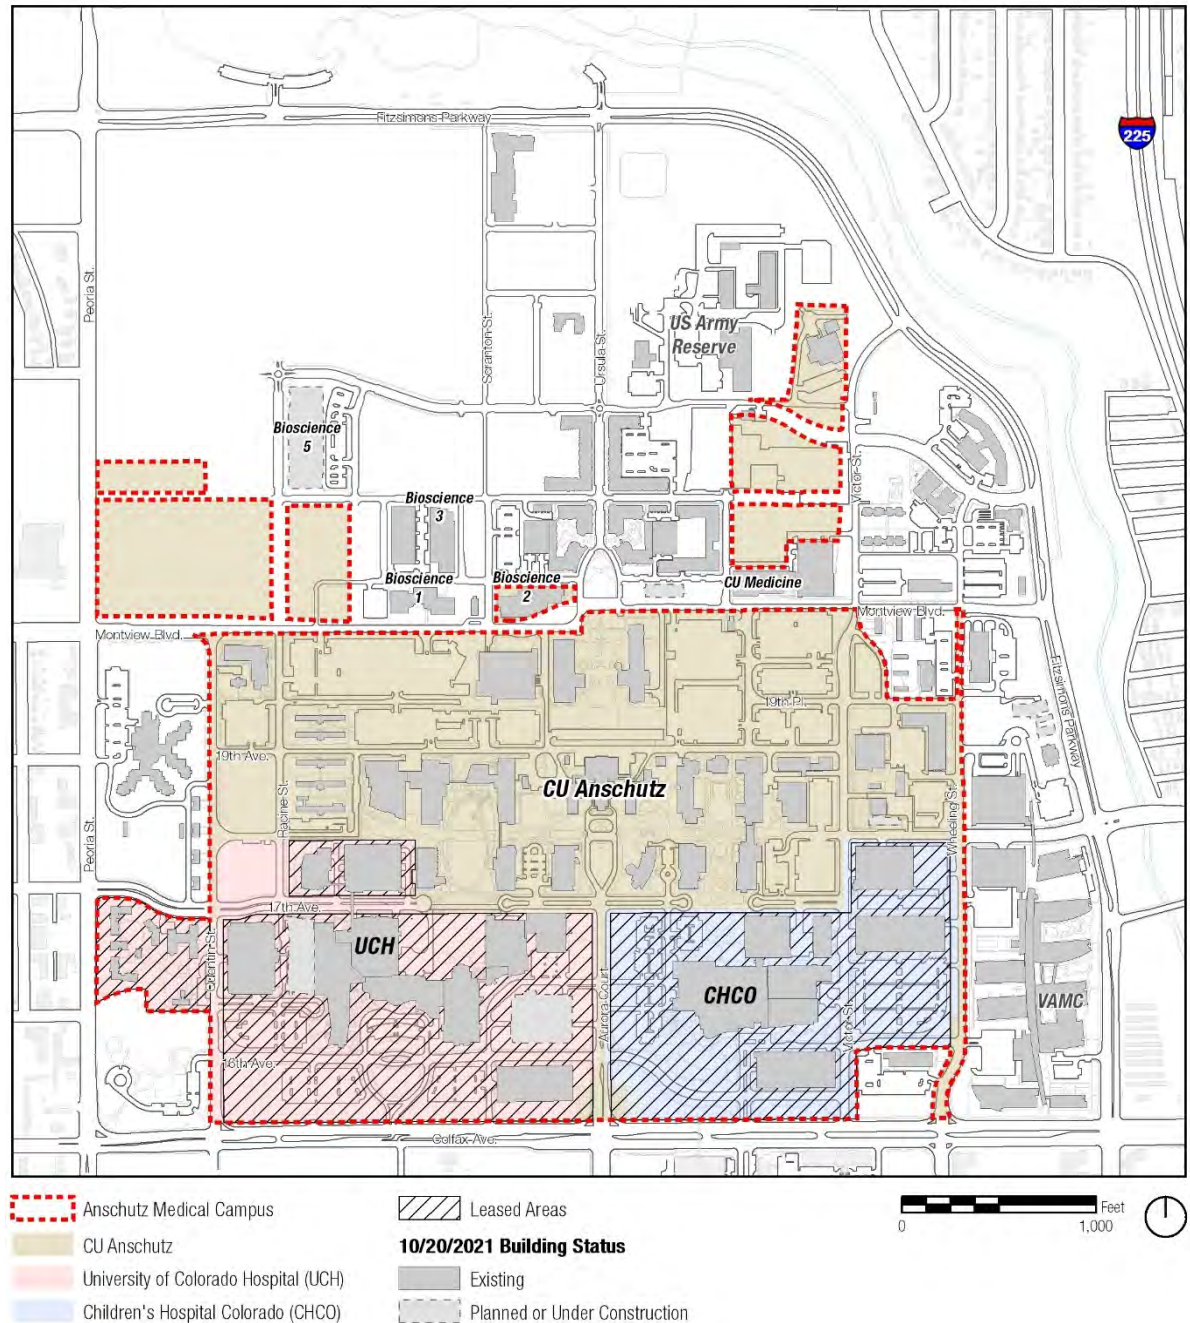 Fitzsimons Parkway
225
Peoria St.
Scranton St.
Ursula St.
US Army
Reserve
Bioscience
5
Victor St.
Bioscience
3
Bioscience
1
Bioscience
2
CU Medicine
Montview Blvd.
Montview Blvd.
Fitzsimons Parkway
19th Pl.
19th Ave.
CU Anschutz
Racine St.
Peoria St.
Wheeling St.
17th Ave.
Quentin St.
UCH
Aurora Court
CHCO
Victor St.
VAMC
16th Ave.
Colfax Ave.
Anschutz Medical Campus
CU Anschutz
University of Colorado Hospital (UCH)
Children's Hospital Colorado (CHCO)
Leased Areas
10/20/2021 Building Status
Existing
Planned or Under Construction
Feet
0
1,000